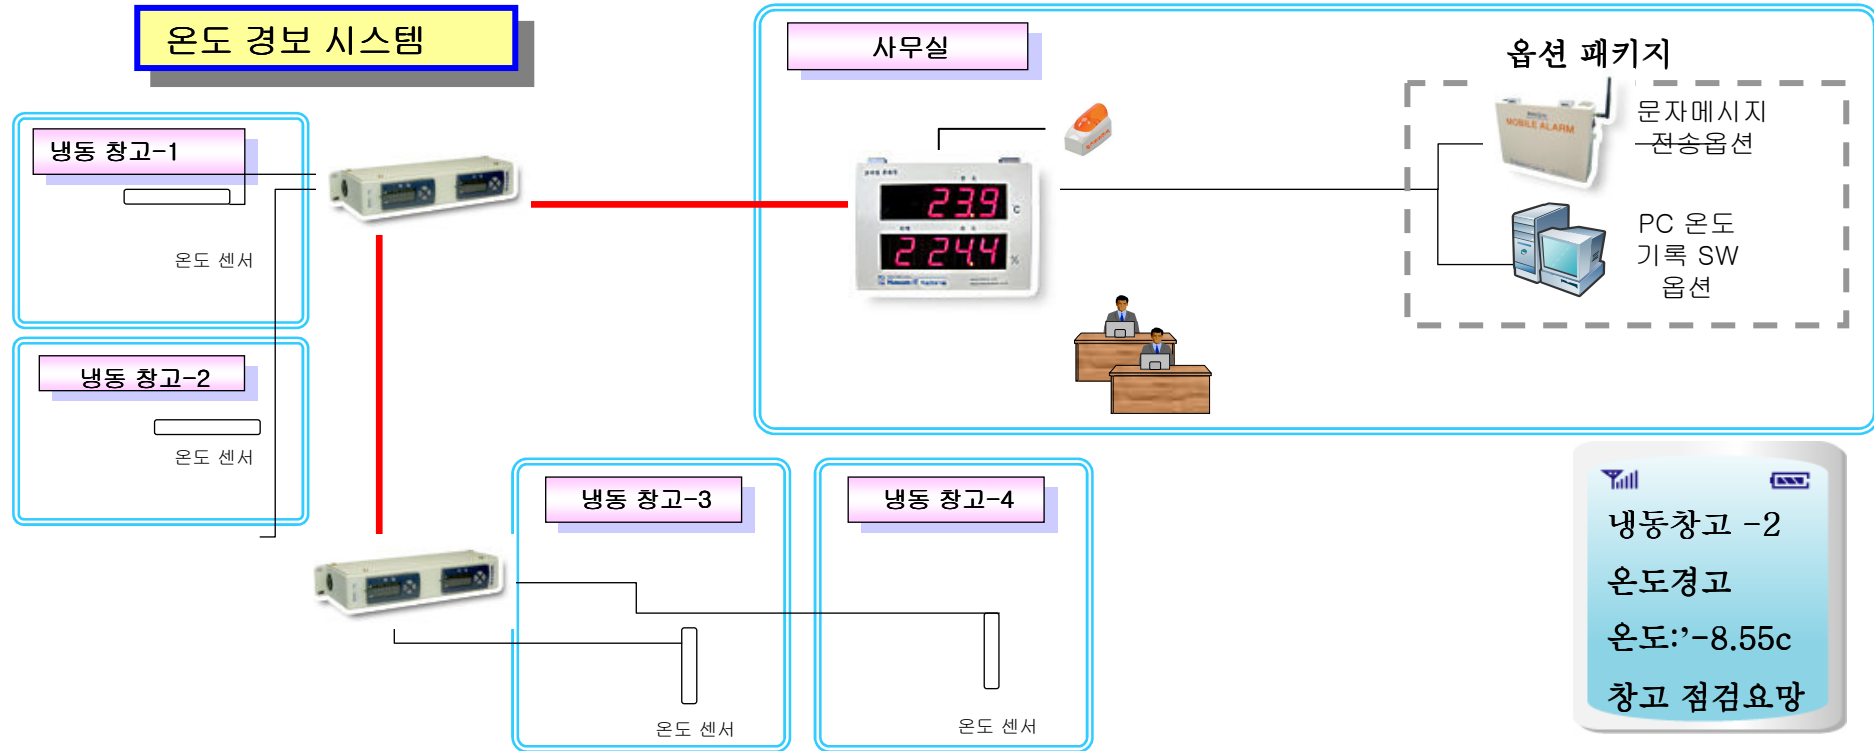 온도 경보 시스템
사무실
옵션 패키지
냉동 창고-1
온도 센서
냉동 창고-2
온도 센서
MOBILE ALARM
문자메시지
전송옵션
23.9
℃
2 24.4
%
PC 온도
기록 SW
옵션
냉동 창고-3
온도 센서
냉동 창고-4
온도 센서
냉동창고 -2
온도경고
온도:’-8.55c
창고 점검요망